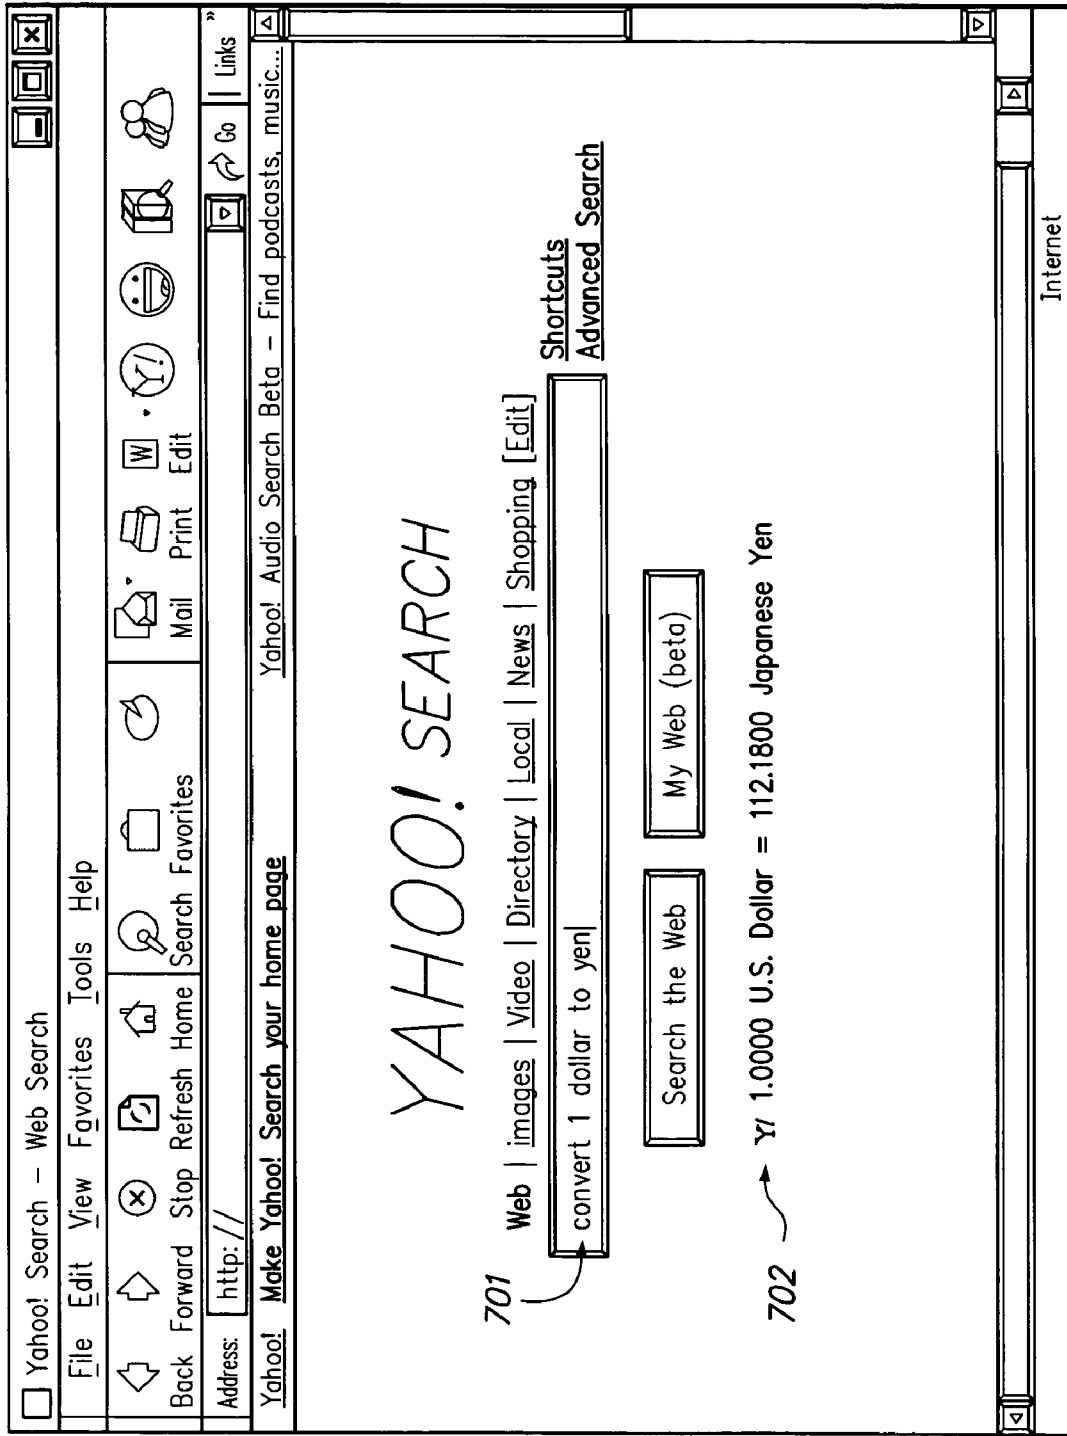 Yahoo! Search – Web Search
File Edit View Favorites Tools Help
Back Forward Stop Refresh Home Search Favorites Mail Print Edit
W Y!
Address: http:// Go Links »
Yahoo! Make Yahoo! Search your home page Yahoo! Audio Search Beta – Find podcasts, music...
YAHOO! SEARCH
Web | images | Video | Directory | Local | News | Shopping [Edit]
701 convert 1 dollar to yen
Shortcuts
Advanced Search
Search the Web My Web (beta)
702 Y! 1.0000 U.S. Dollar = 112.1800 Japanese Yen
Internet